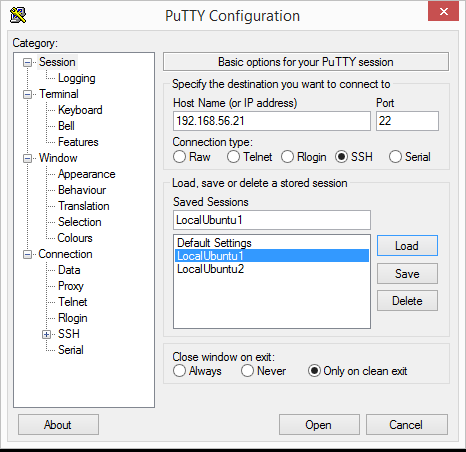 PuTTY Configuration
Category:
Session
Logging
Terminal
Keyboard
Bell
Features
Window
Appearance
Behaviour
Translation
Selection
Colours
Connection
Data
Proxy
Telnet
Rlogin
SSH
Serial
Basic options for your PuTTY session
Specify the destination you want to connect to
Host Name (or IP address) Port
192.168.56.21 22
Connection type:
Raw Telnet Rlogin SSH Serial
Load, save or delete a stored session
Saved Sessions
LocalUbuntu1
Default Settings
LocalUbuntu1
LocalUbuntu2
Load
Save
Delete
Close window on exit:
Always Never Only on clean exit
About Open Cancel